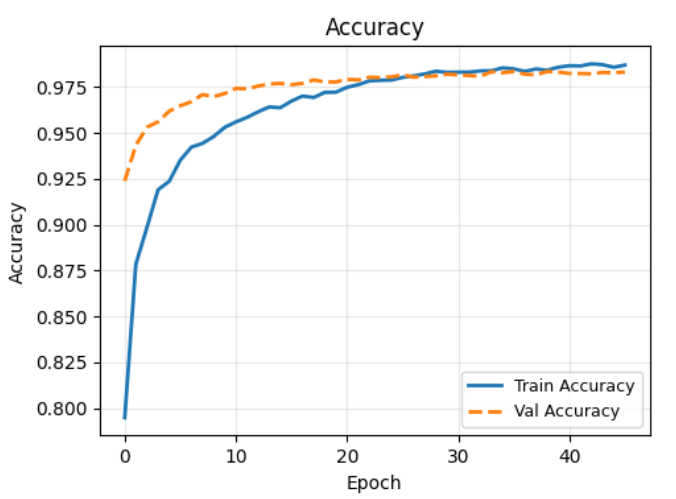 Accuracy
0.975
0.950
0.925
0.900
0.875
0.850
0.825
0.800
Accuracy
Train Accuracy
Val Accuracy
0 10 20 30 40
Epoch